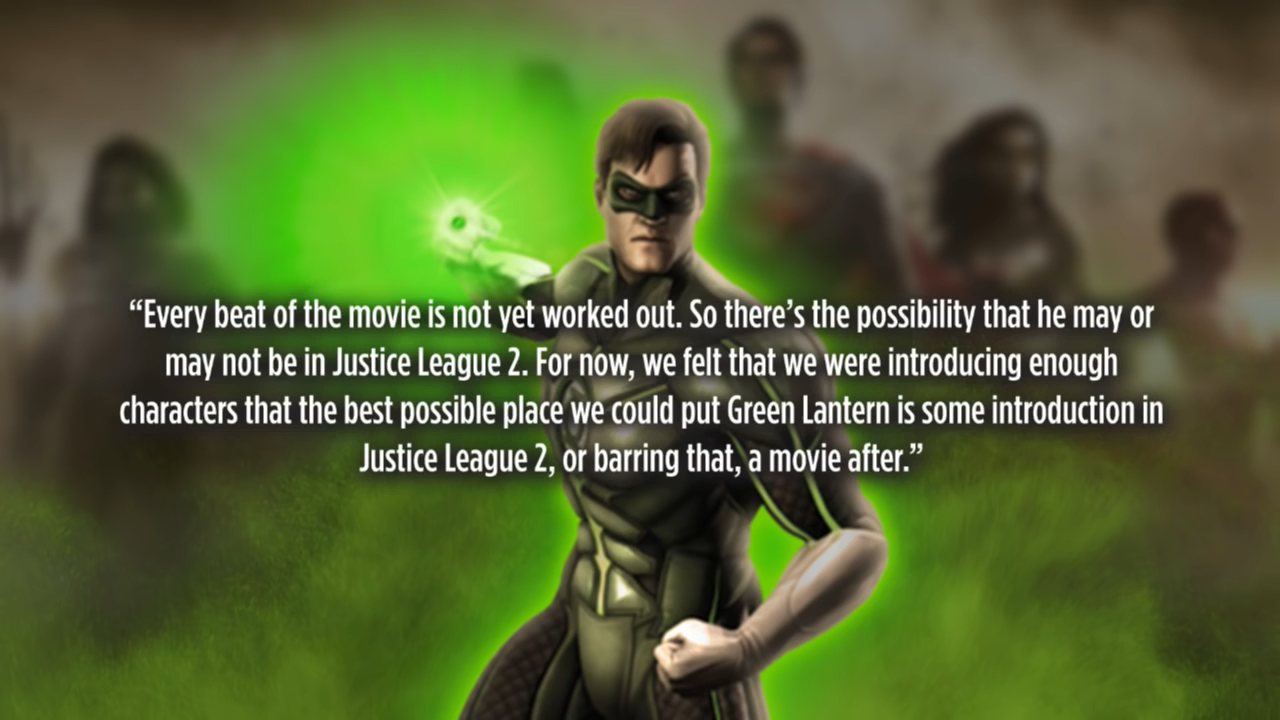 “Every beat of the movie is not yet worked out. So there’s the possibility that he may or
may not be in Justice League 2. For now, we felt that we were introducing enough
characters that the best possible place we could put Green Lantern is some introduction in
Justice League 2, or barring that, a movie after.”